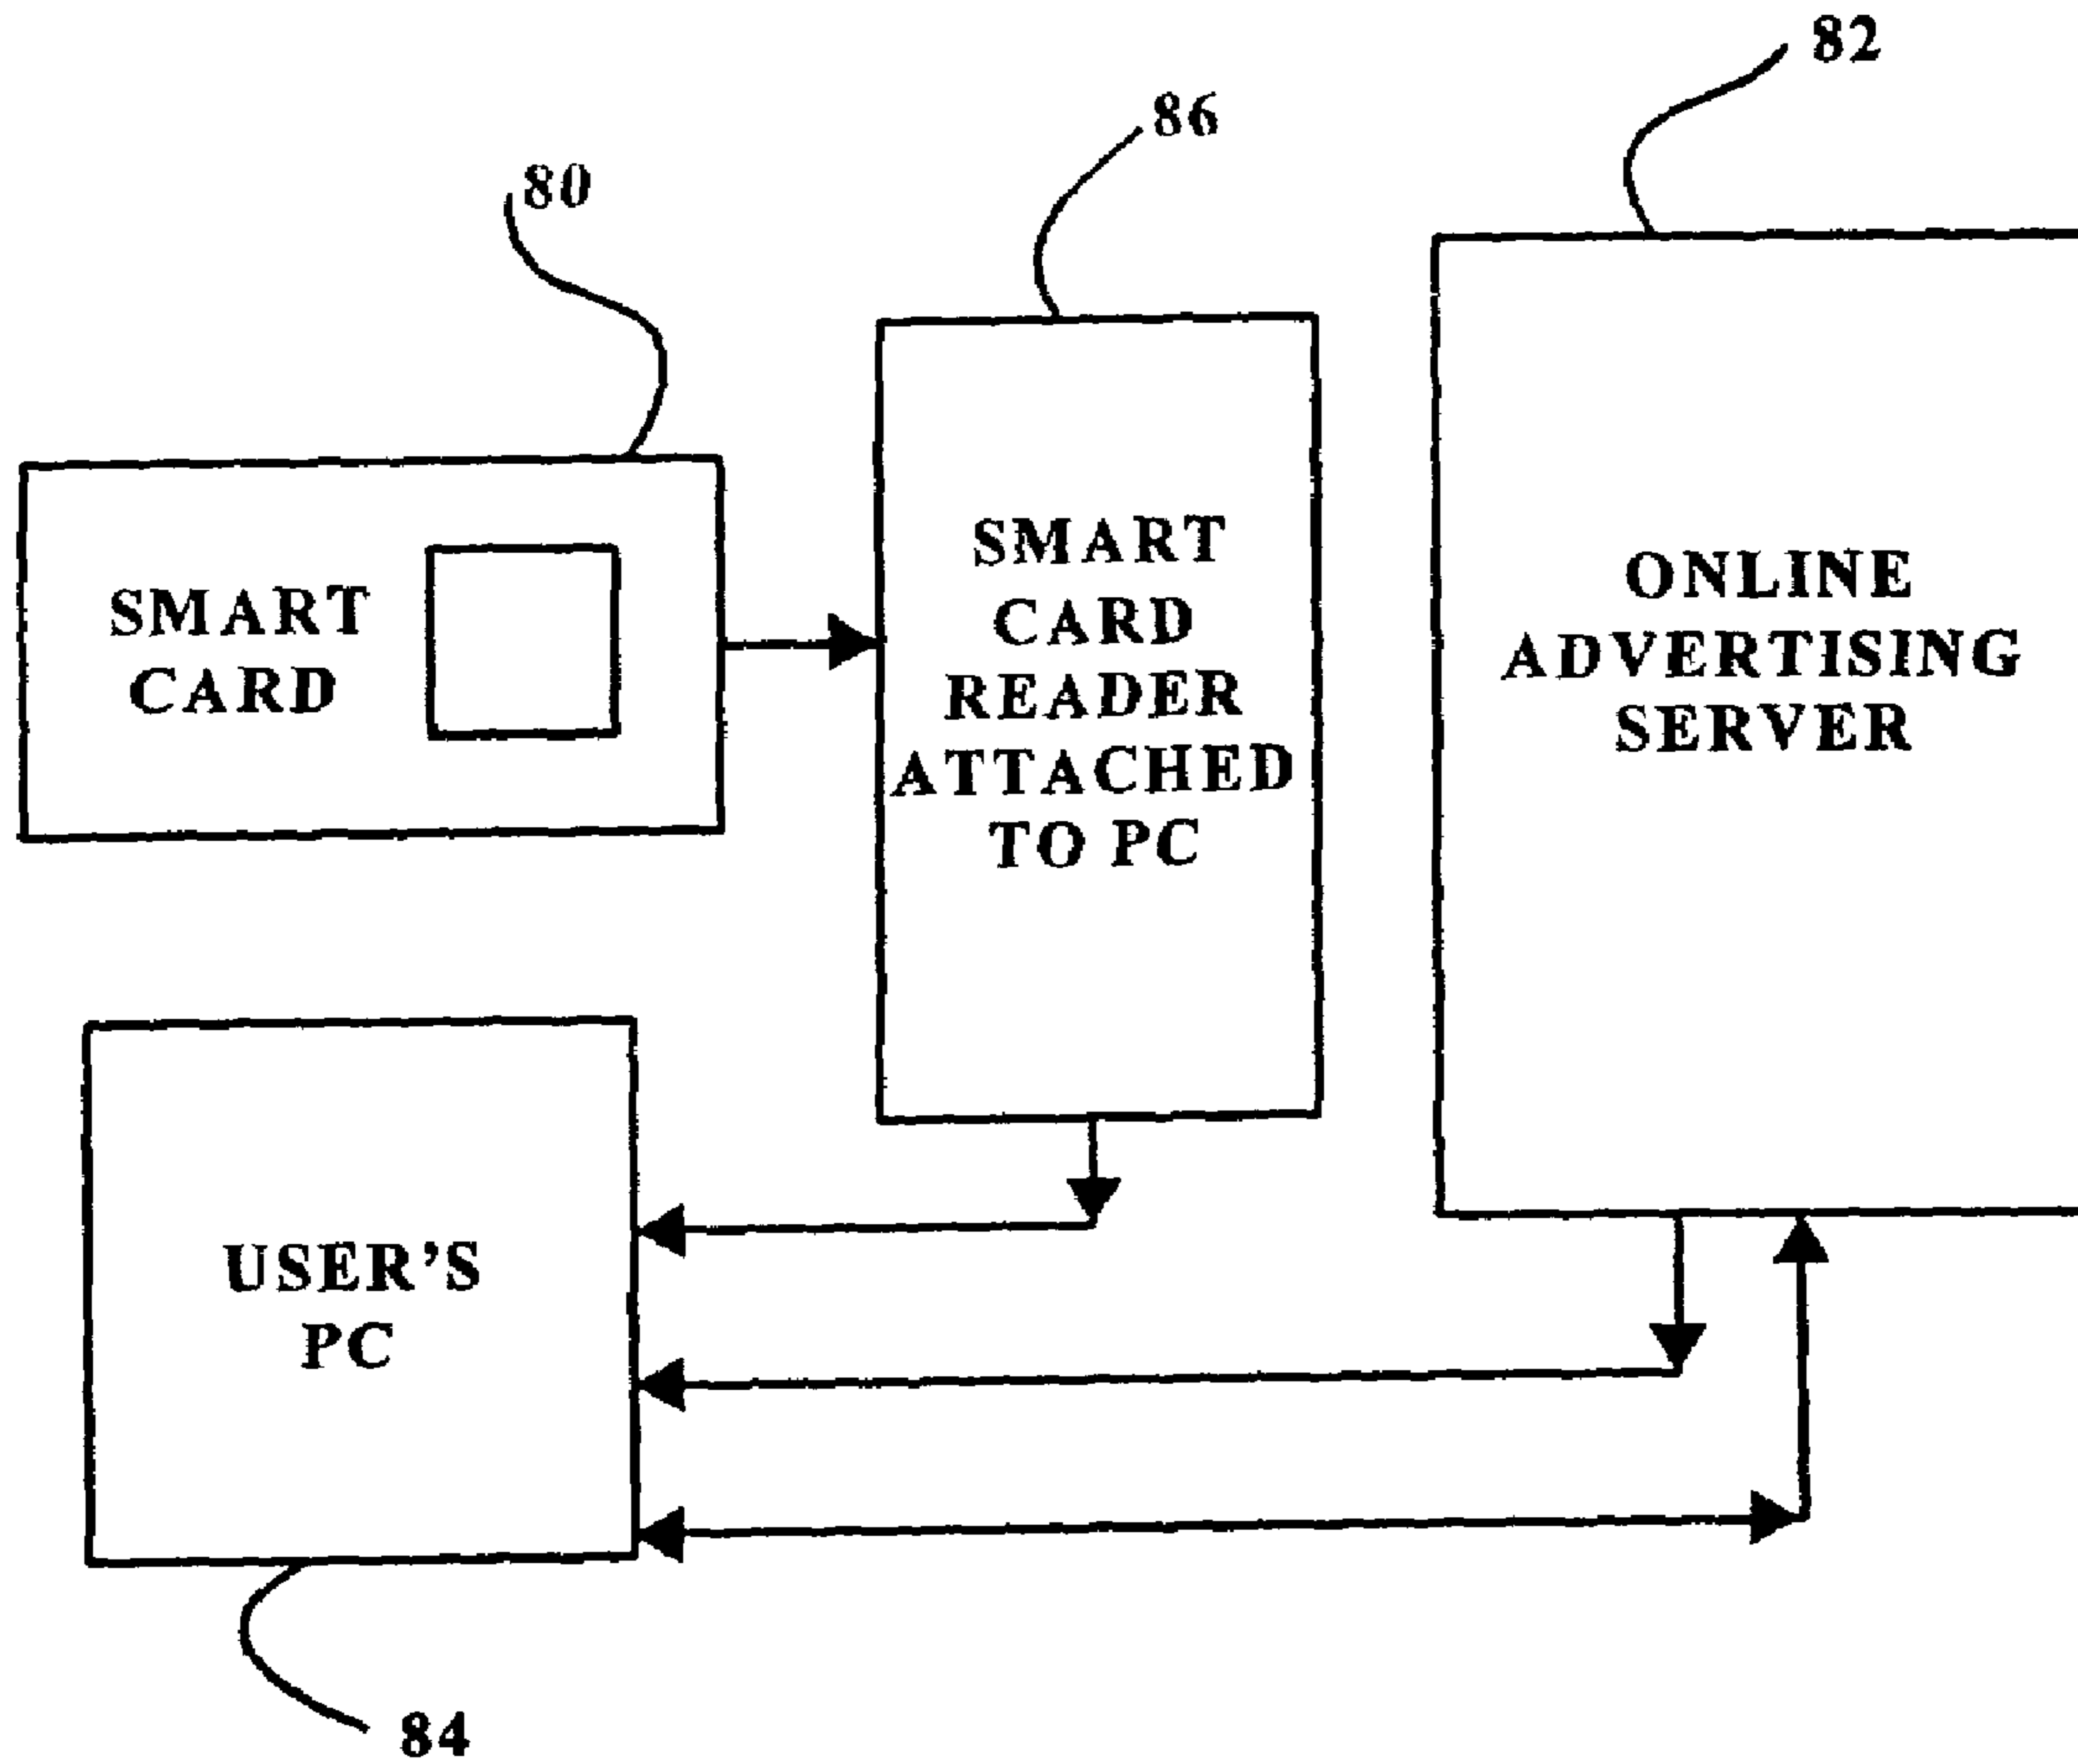 82
86
80
SMART
CARD
SMART
CARD
READER
ATTACHED
TO PC
ONLINE
ADVERTISING
SERVER
USER'S
PC
84